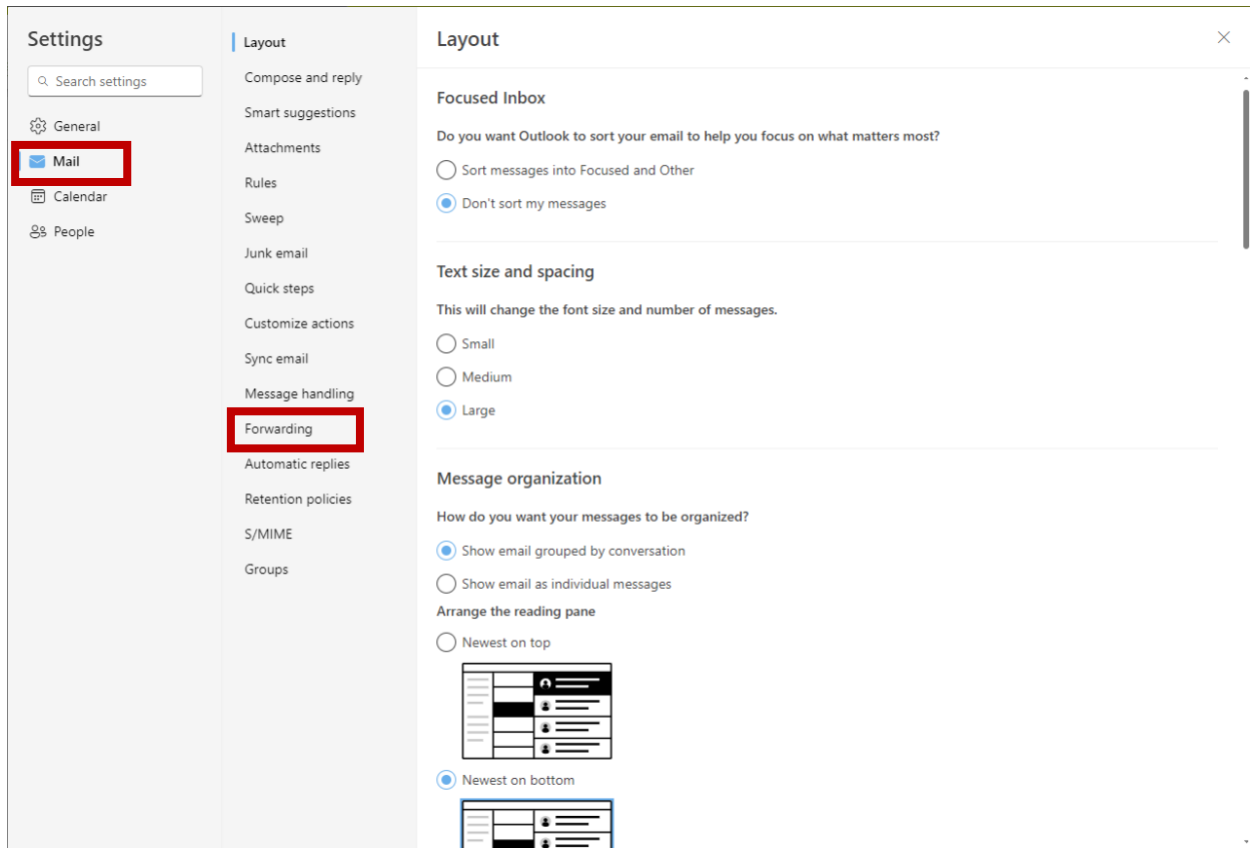 Settings
Search settings
General
Mail
Calendar
People
Layout
Compose and reply
Smart suggestions
Attachments
Rules
Sweep
Junk email
Quick steps
Customize actions
Sync email
Message handling
Forwarding
Automatic replies
Retention policies
S/MIME
Groups
Layout
Focused Inbox
Do you want Outlook to sort your email to help you focus on what matters most?
Sort messages into Focused and Other
Don't sort my messages
Text size and spacing
This will change the font size and number of messages.
Small
Medium
Large
Message organization
How do you want your messages to be organized?
Show email grouped by conversation
Show email as individual messages
Arrange the reading pane
Newest on top
Newest on bottom